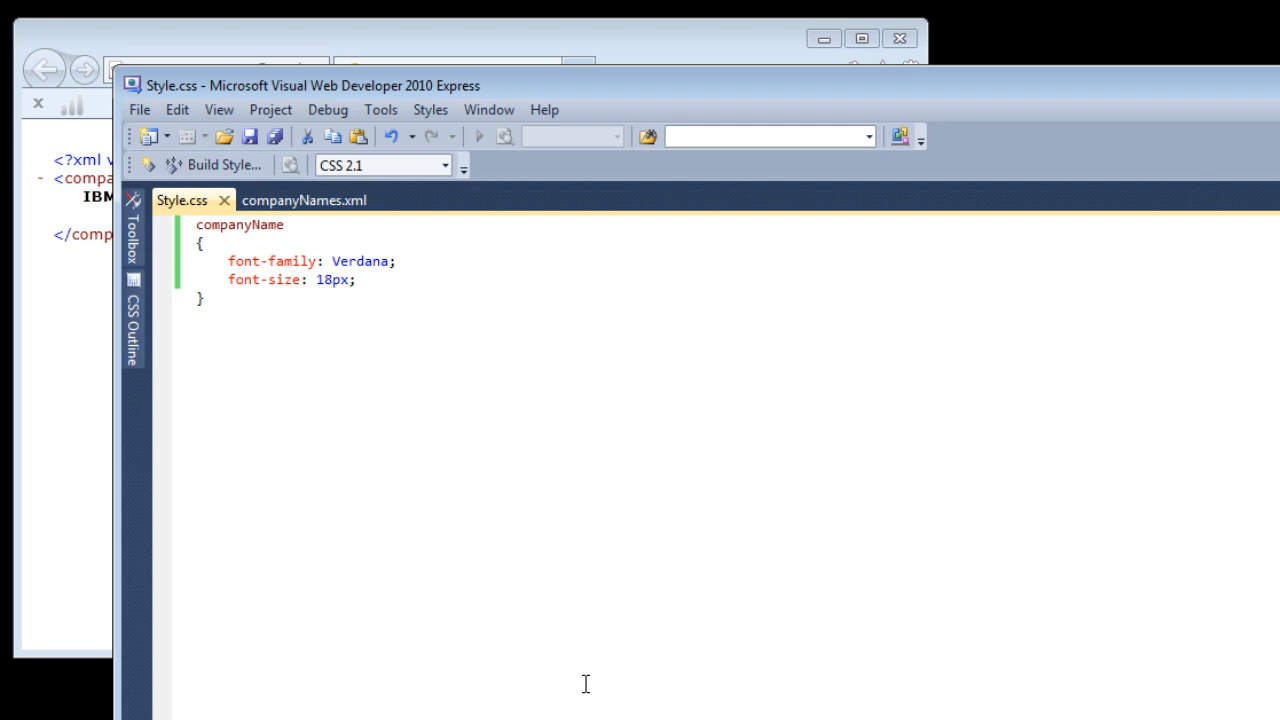 Style.css - Microsoft Visual Web Developer 2010 Express
File Edit View Project Debug Tools Styles Window Help
Build Style... CSS 2.1
Style.css companyNames.xml
Toolbox
CSS Outline
companyName
{
font-family: Verdana;
font-size: 18px;
}
x
<?xml v
- <compa
IBM
</comp